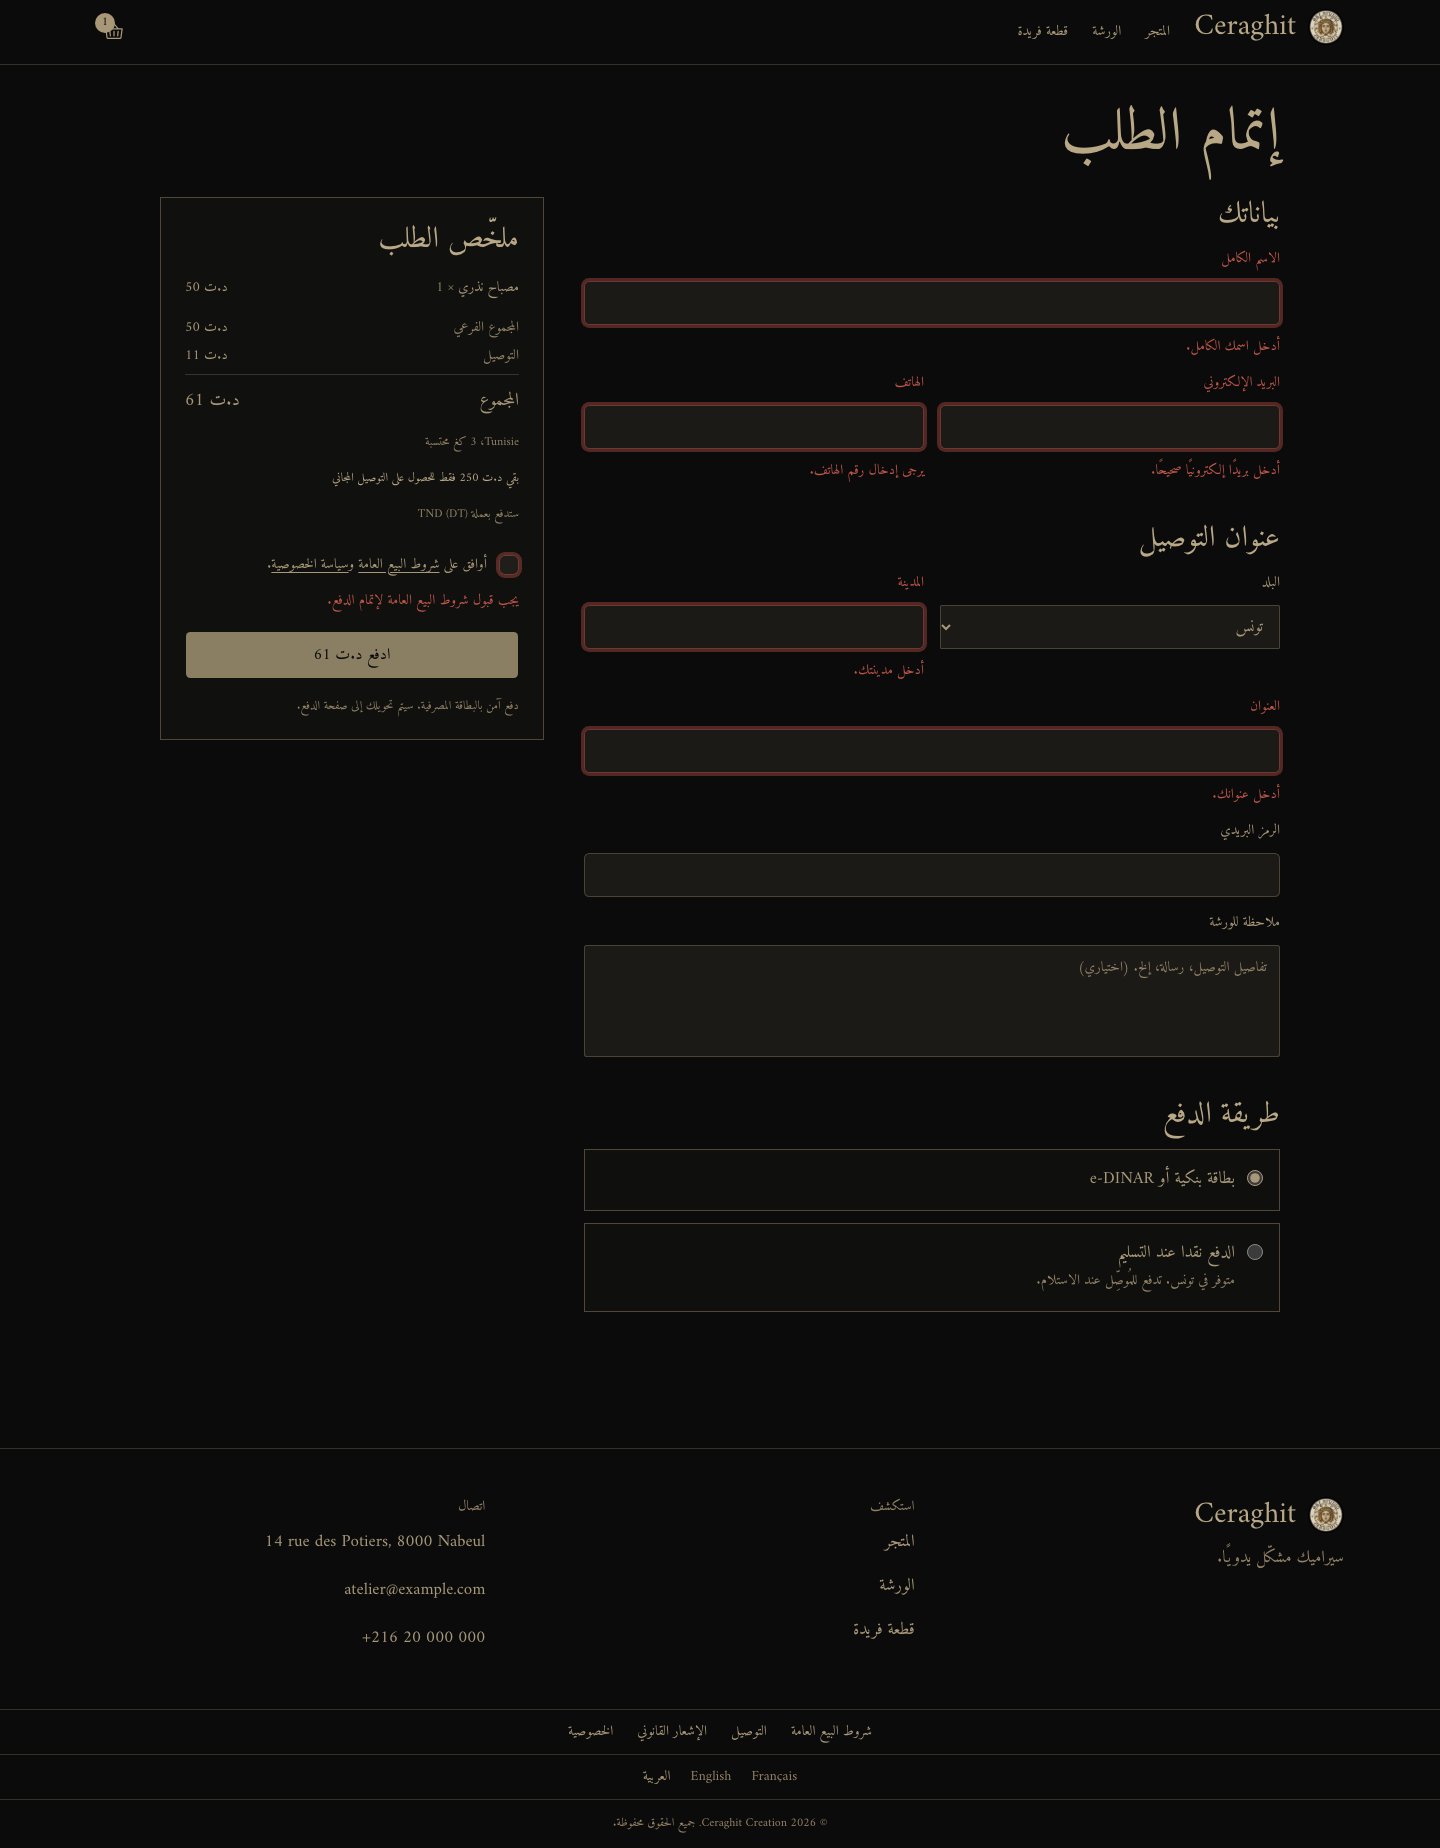 Ceraghit
المتجر
الورشة
قطعة فريدة
1
إتمام الطلب
بياناتك
الاسم الكامل
أدخل اسمك الكامل.
البريد الإلكتروني
الهاتف
أدخل بريدًا إلكترونيًا صحيحًا.
يرجى إدخال رقم الهاتف.
عنوان التوصيل
البلد
المدينة
تونس
أدخل مدينتك.
العنوان
أدخل عنوانك.
الرمز البريدي
ملاحظة للورشة
تفاصيل التوصيل، رسالة، إلخ. (اختياري)
طريقة الدفع
بطاقة بنكية أو e-DINAR
الدفع نقدا عند التسليم
متوفر في تونس. تدفع للمُوصِّل عند الاستلام.
ملخّص الطلب
مصباح نذري × 1
د.ت 50
المجموع الفرعي
د.ت 50
التوصيل
د.ت 11
المجموع
د.ت 61
Tunisie، 3 كغ محتسبة
بقي د.ت 250 فقط للحصول على التوصيل المجاني
ستدفع بعملة TND (DT)
أوافق على شروط البيع العامة وسياسة الخصوصية.
يجب قبول شروط البيع العامة لإتمام الدفع.
ادفع د.ت 61
دفع آمن بالبطاقة المصرفية. سيتم تحويلك إلى صفحة الدفع.
Ceraghit
سيراميك مشكّل يدويًا.
استكشف
المتجر
الورشة
قطعة فريدة
اتصال
14 rue des Potiers, 8000 Nabeul
atelier@example.com
+216 20 000 000
شروط البيع العامة
التوصيل
الإشعار القانوني
الخصوصية
Français
English
العربية
© 2026 Ceraghit Creation. جميع الحقوق محفوظة.